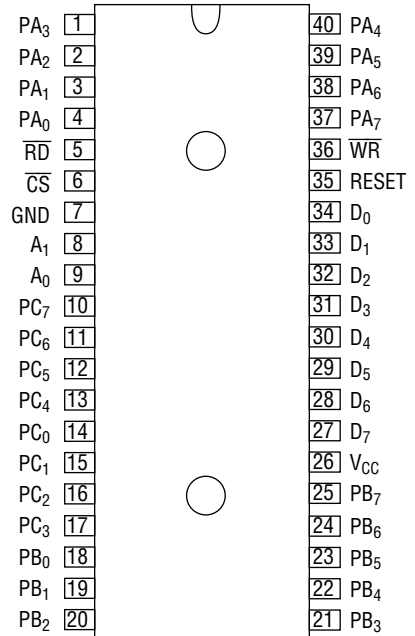 PA₃ 1 40 PA₄
PA₂ 2 39 PA₅
PA₁ 3 38 PA₆
PA₀ 4 37 PA₇
R̅D̅ 5 36 W̅R̅
C̅S̅ 6 35 RESET
GND 7 34 D₀
A₁ 8 33 D₁
A₀ 9 32 D₂
PC₇ 10 31 D₃
PC₆ 11 30 D₄
PC₅ 12 29 D₅
PC₄ 13 28 D₆
PC₀ 14 27 D₇
PC₁ 15 26 V_CC
PC₂ 16 25 PB₇
PC₃ 17 24 PB₆
PB₀ 18 23 PB₅
PB₁ 19 22 PB₄
PB₂ 20 21 PB₃